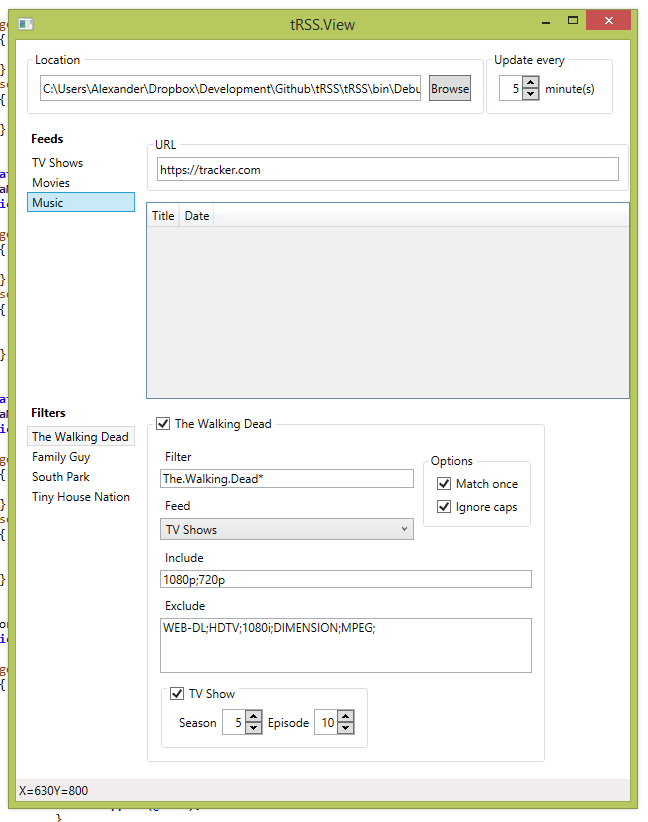 tRSS.View
Location
C:\Users\Alexander\Dropbox\Development\Github\tRSS\tRSS\bin\Debu
Browse
Update every
5 minute(s)
Feeds
TV Shows
Movies
Music
URL
https://tracker.com
Title Date
Filters
The Walking Dead
Family Guy
South Park
Tiny House Nation
The Walking Dead
Filter
The.Walking.Dead*
Feed
TV Shows
Include
1080p;720p
Exclude
WEB-DL;HDTV;1080i;DIMENSION;MPEG;
Options
Match once
Ignore caps
TV Show
Season 5 Episode 10
X=630Y=800